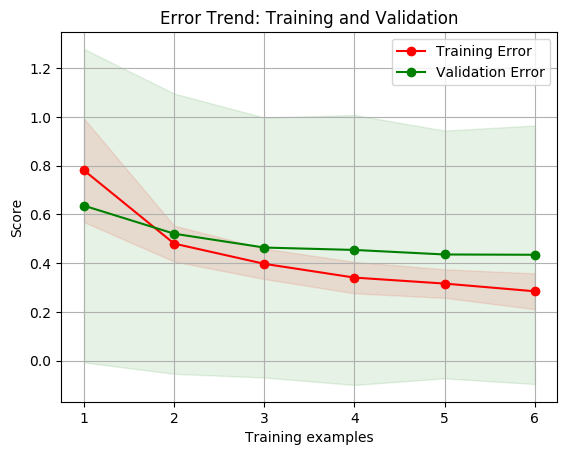 Error Trend: Training and Validation
Training Error
Validation Error
Score
1.2
1.0
0.8
0.6
0.4
0.2
0.0
1 2 3 4 5 6
Training examples